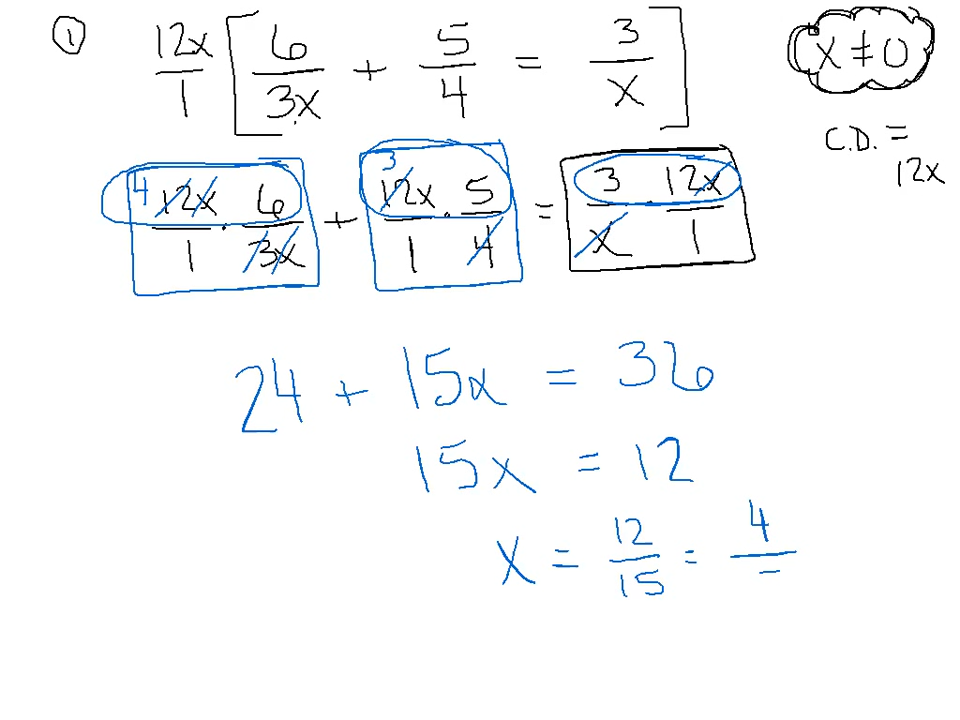 ① 12x/1 [ 6/3x + 5/4 = 3/x ] x ≠ 0
C.D. = 12x
4 12x/1 · 6/3x + 3 12x/1 · 5/4 = 3/x · 12x/1
24 + 15x = 36
15x = 12
x = 12/15 = 4/